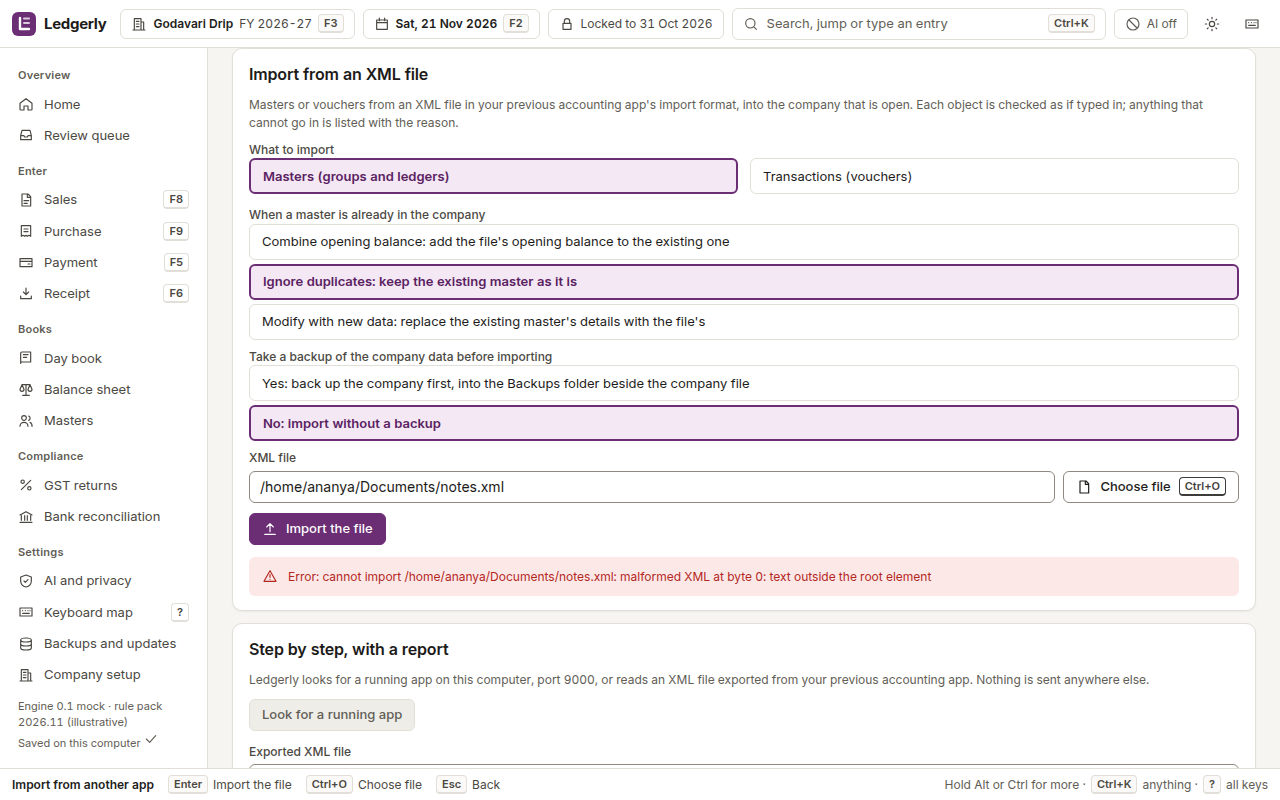 Ledgerly
Godavari Drip FY 2026-27 F3
Sat, 21 Nov 2026 F2
Locked to 31 Oct 2026
Search, jump or type an entry Ctrl+K
AI off
Overview
Home
Review queue
Enter
Sales F8
Purchase F9
Payment F5
Receipt F6
Books
Day book
Balance sheet
Masters
Compliance
GST returns
Bank reconciliation
Settings
AI and privacy
Keyboard map ?
Backups and updates
Company setup
Engine 0.1 mock · rule pack
2026.11 (illustrative)
Saved on this computer
Import from an XML file
Masters or vouchers from an XML file in your previous accounting app's import format, into the company that is open. Each object is checked as if typed in; anything that
cannot go in is listed with the reason.
What to import
Masters (groups and ledgers)
Transactions (vouchers)
When a master is already in the company
Combine opening balance: add the file's opening balance to the existing one
Ignore duplicates: keep the existing master as it is
Modify with new data: replace the existing master's details with the file's
Take a backup of the company data before importing
Yes: back up the company first, into the Backups folder beside the company file
No: import without a backup
XML file
/home/ananya/Documents/notes.xml
Choose file Ctrl+O
Import the file
Error: cannot import /home/ananya/Documents/notes.xml: malformed XML at byte 0: text outside the root element
Step by step, with a report
Ledgerly looks for a running app on this computer, port 9000, or reads an XML file exported from your previous accounting app. Nothing is sent anywhere else.
Look for a running app
Exported XML file
Import from another app Enter Import the file Ctrl+O Choose file Esc Back
Hold Alt or Ctrl for more · Ctrl+K anything · ? all keys